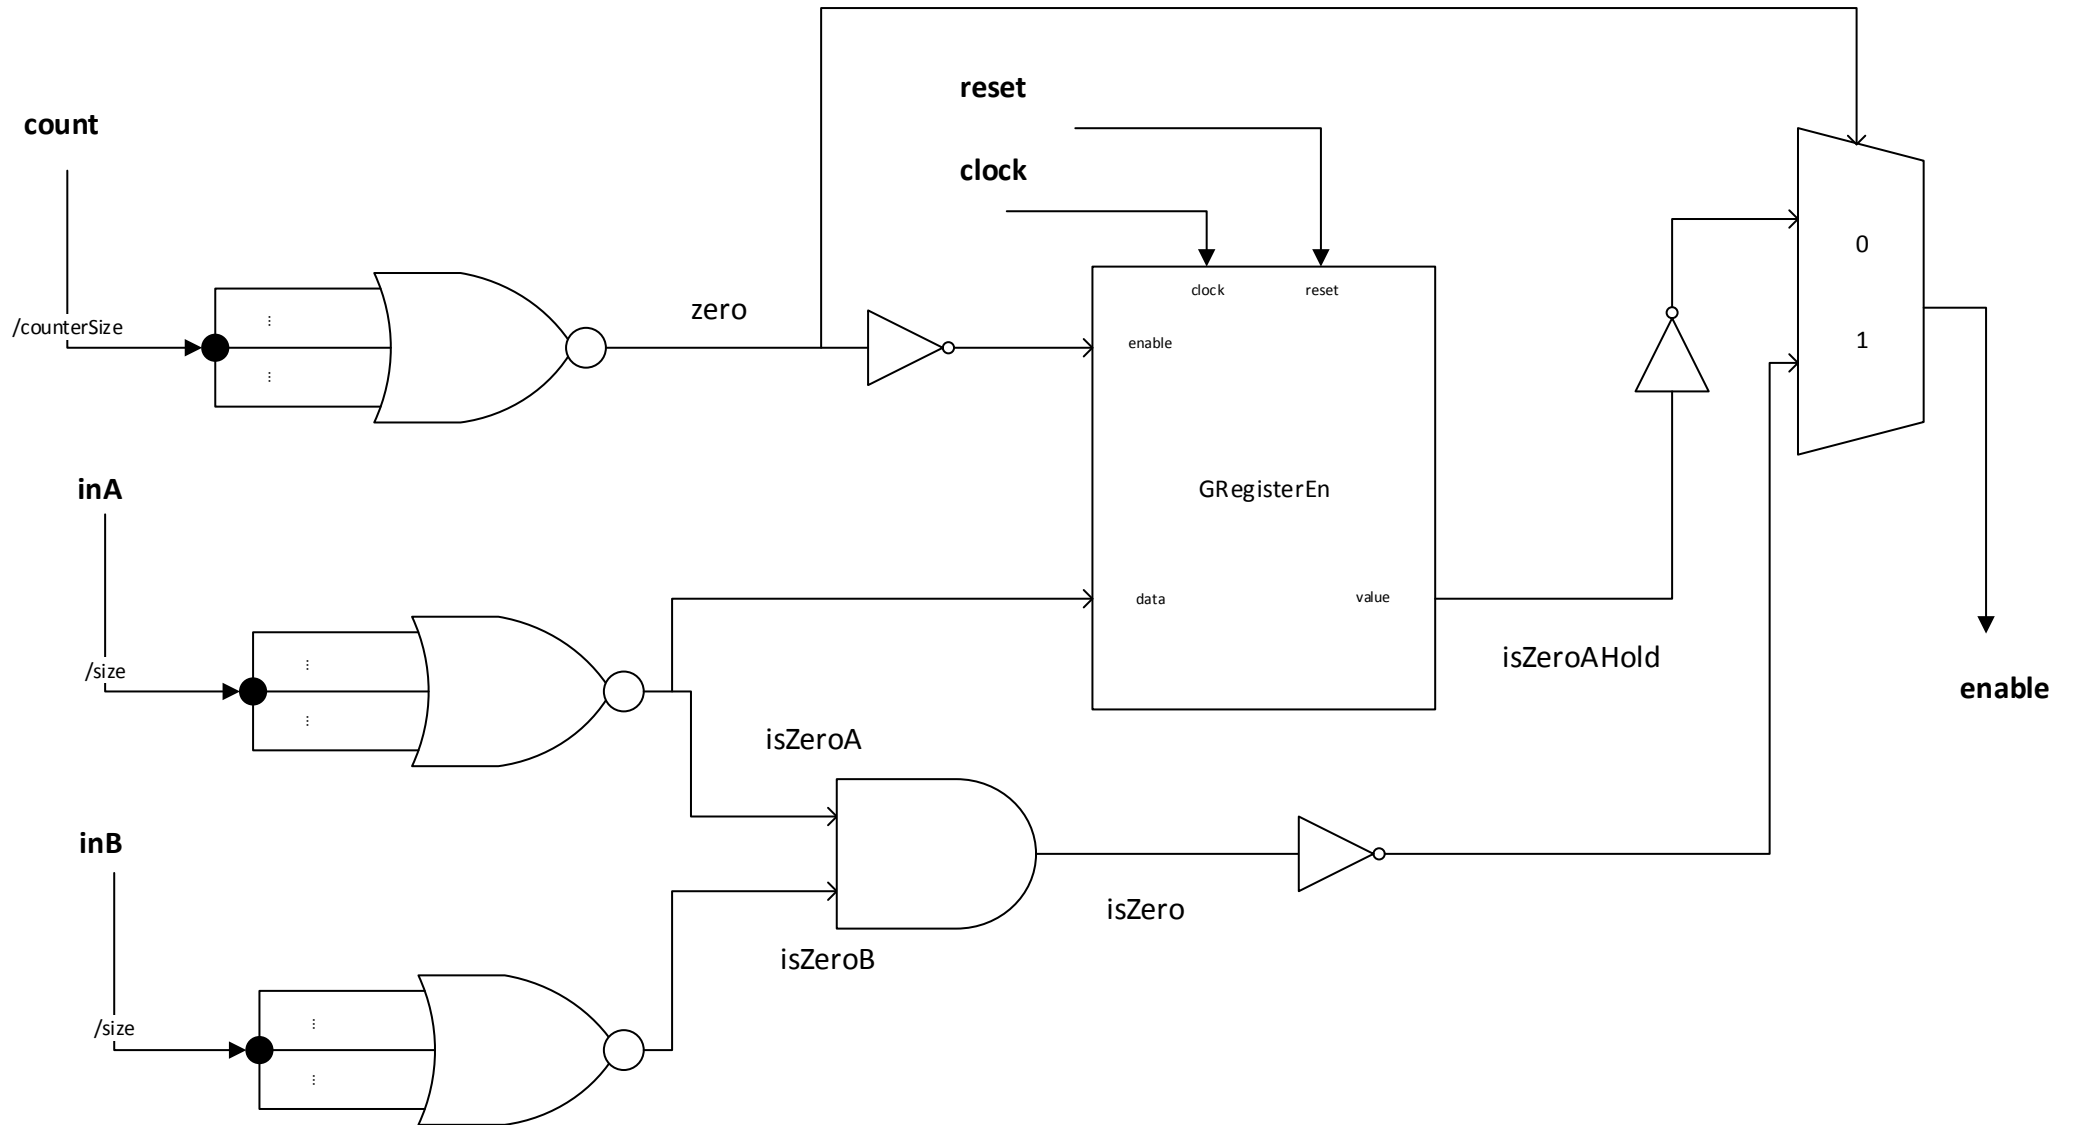 reset
count
clock
clock
reset
zero
/counterSize
enable
0
1
inA
GRegisterEn
data
value
/size
isZeroAHold
enable
isZeroA
inB
isZero
isZeroB
/size